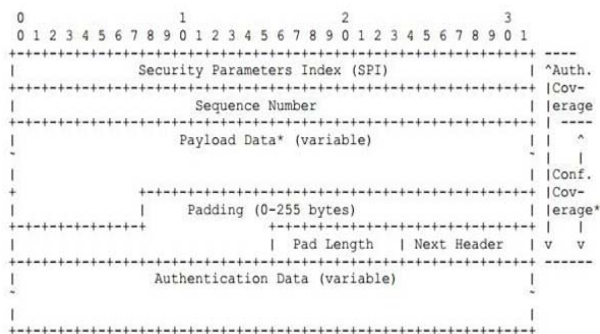 0                   1                   2                   3
0 1 2 3 4 5 6 7 8 9 0 1 2 3 4 5 6 7 8 9 0 1 2 3 4 5 6 7 8 9 0 1
Security Parameters Index (SPI) ^Auth.
|Cov-
Sequence Number |erage
Payload Data* (variable) ^
|Conf.
|Cov-
Padding (0-255 bytes) |erage*
Pad Length | Next Header v v
Authentication Data (variable)